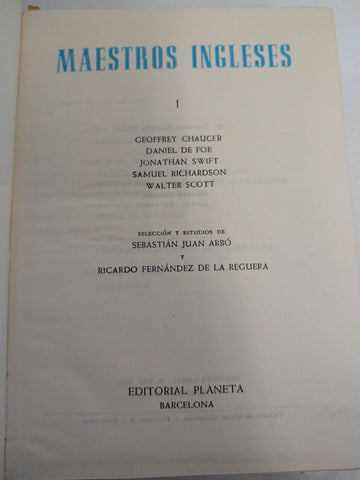 MAESTROS INGLESES
I
GEOFFREY CHAUCER
DANIEL DE FOE
JONATHAN SWIFT
SAMUEL RICHARDSON
WALTER SCOTT
SELECCIÓN Y ESTUDIOS DE
SEBASTIÁN JUAN ARBÓ
Y
RICARDO FERNÁNDEZ DE LA REGUERA
EDITORIAL PLANETA
BARCELONA